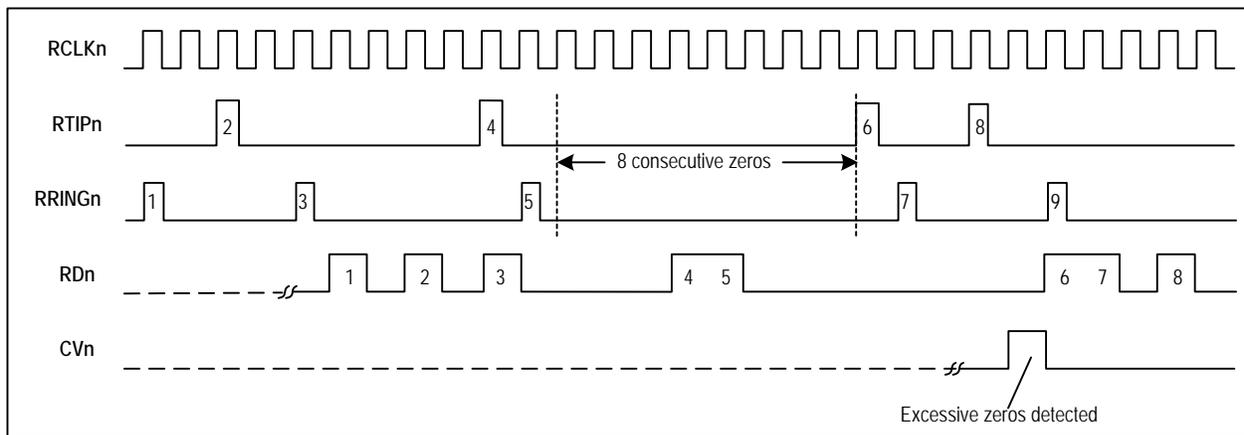 RCLKn
RTIPn
2
4
6
8
8 consecutive zeros
RRINGn
1
3
5
7
9
RDn
1
2
3
4 5
6 7
8
CVn
Excessive zeros detected